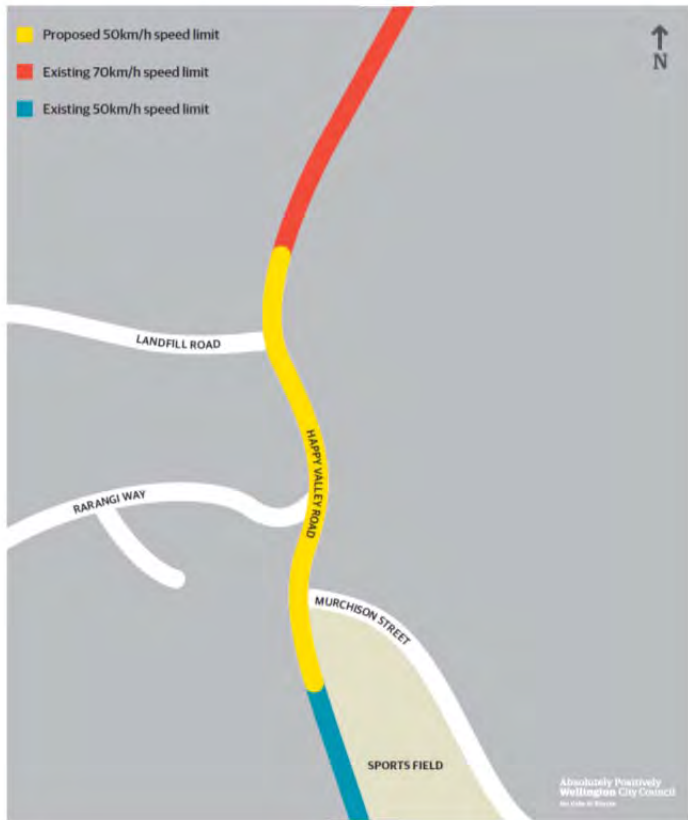 Proposed 50km/h speed limit
Existing 70km/h speed limit
Existing 50km/h speed limit
N
LANDFILL ROAD
HAPPY VALLEY ROAD
RARANGI WAY
MURCHISON STREET
SPORTS FIELD
Absolutely Positively
Wellington City Council